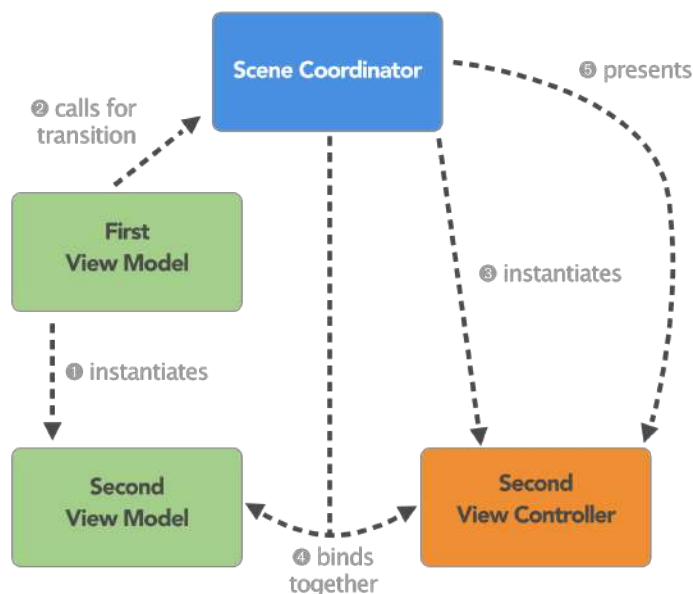 Scene Coordinator
❺ presents
❷ calls for
transition
First
View Model
❸ instantiates
❶ instantiates
Second
View Model
Second
View Controller
❹ binds
together